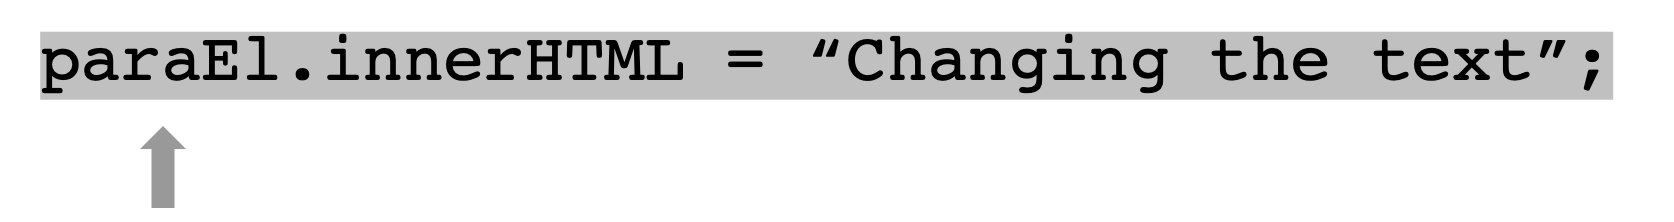 paraEl.innerHTML = “Changing the text”;